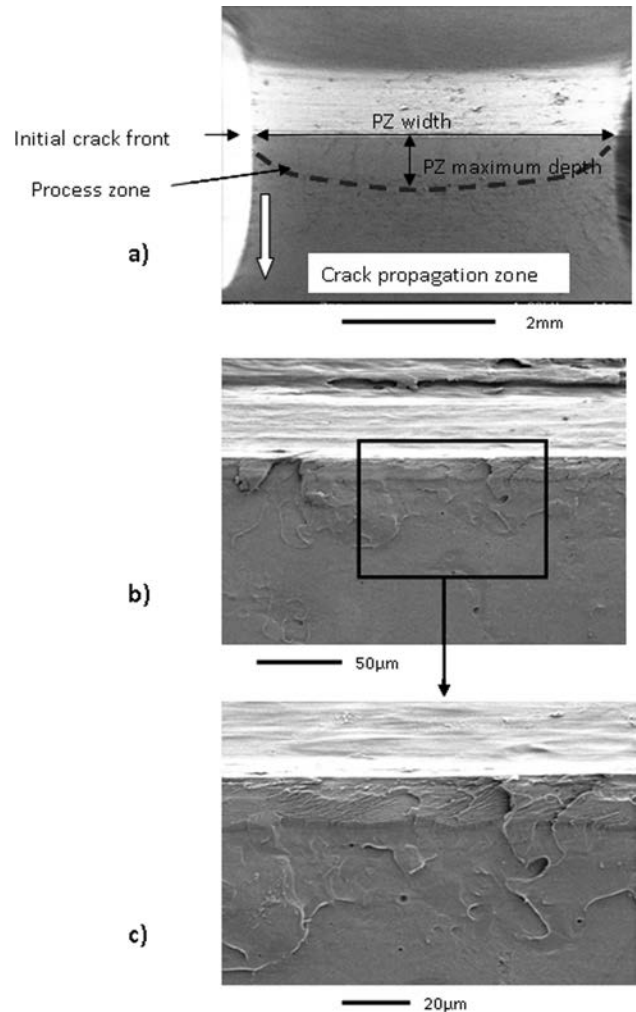 PZ width
Initial crack front
PZ maximum depth
Process zone
a)
Crack propagation zone
2mm
b)
50µm
c)
20µm